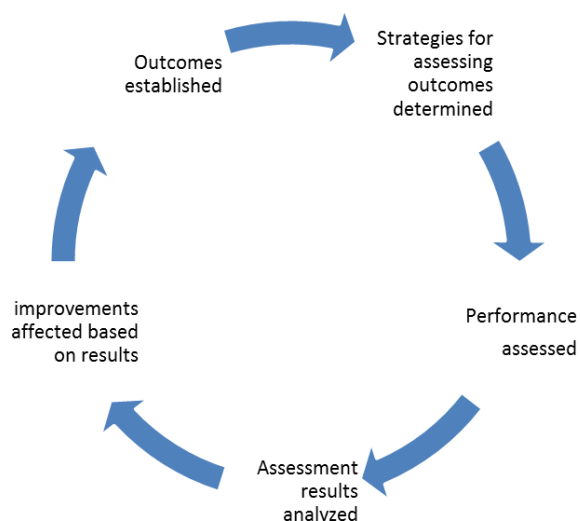 Outcomes
established
Strategies for
assessing
outcomes
determined
Performance
assessed
Assessment
results
analyzed
improvements
affected based
on results